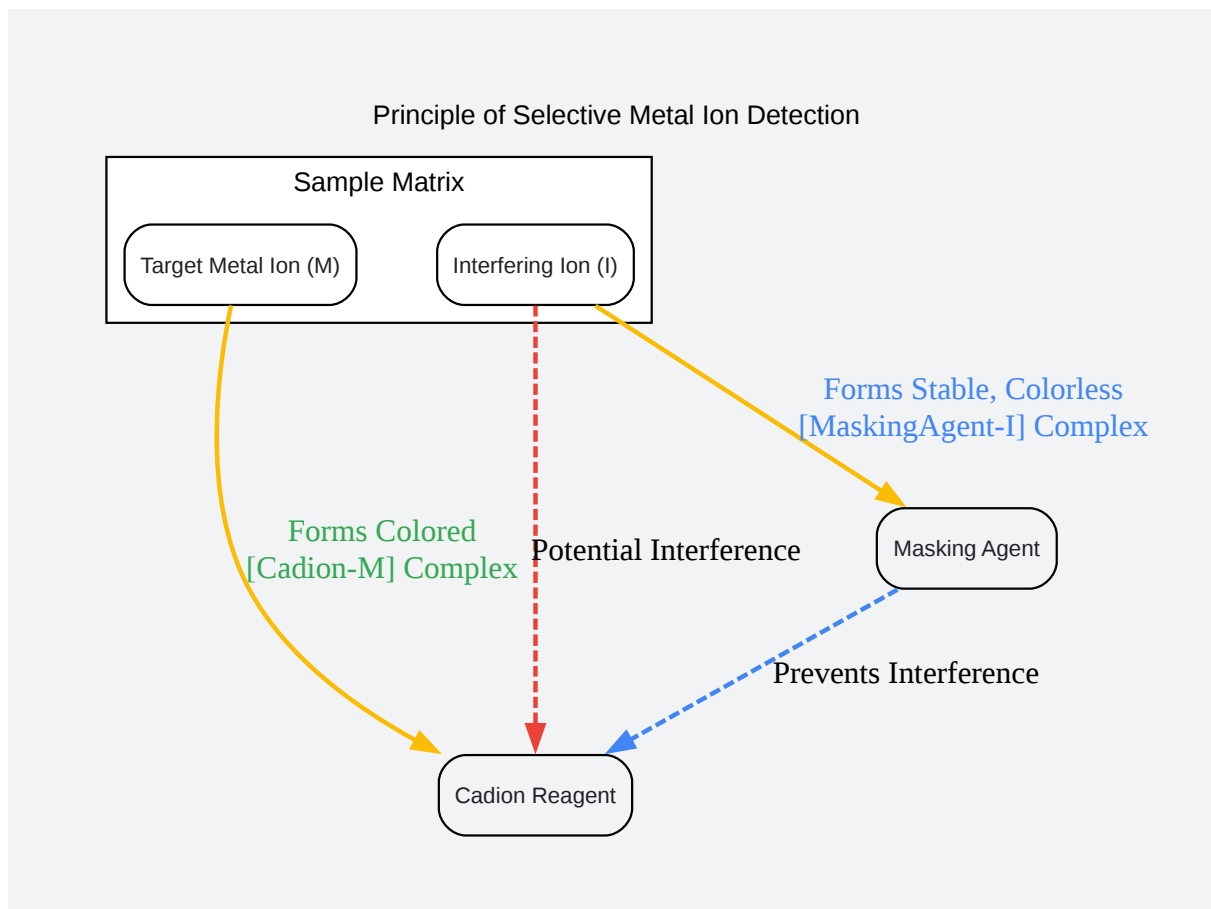 Principle of Selective Metal Ion Detection
Sample Matrix
Target Metal Ion (M)
Interfering Ion (I)
Forms Stable, Colorless
[MaskingAgent-I] Complex
Forms Colored
[Cadion-M] Complex
Potential Interference
Masking Agent
Prevents Interference
Cadion Reagent